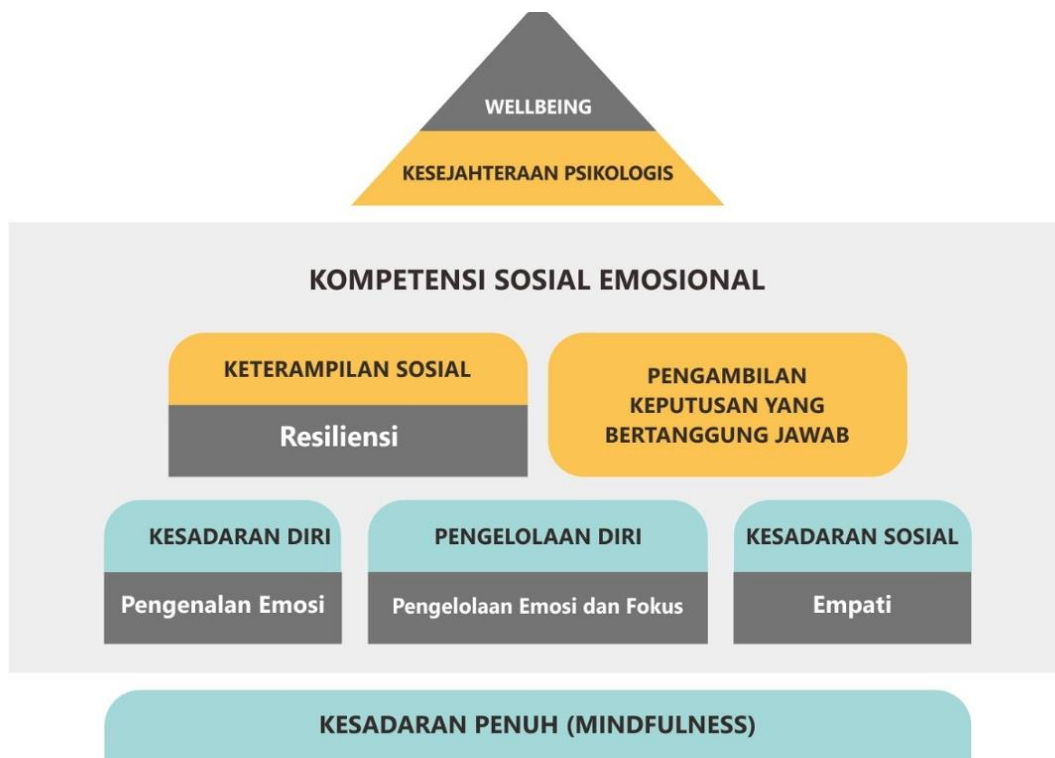 WELLBEING
KESEJAHTERAAN PSIKOLOGIS
KOMPETENSI SOSIAL EMOSIONAL
KETERAMPILAN SOSIAL
Resiliensi
PENGAMBILAN
KEPUTUSAN YANG
BERTANGGUNG JAWAB
KESADARAN DIRI
Pengenalan Emosi
PENGELOLAAN DIRI
Pengelolaan Emosi dan Fokus
KESADARAN SOSIAL
Empati
KESADARAN PENUH (MINDFULNESS)